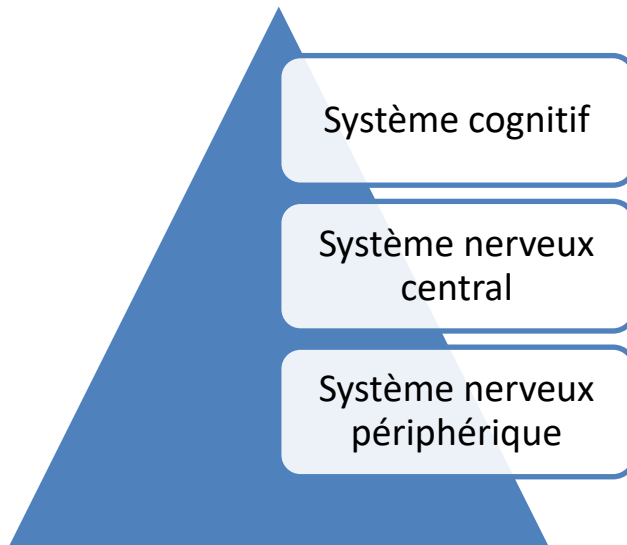 Système cognitif
Système nerveux
central
Système nerveux
périphérique